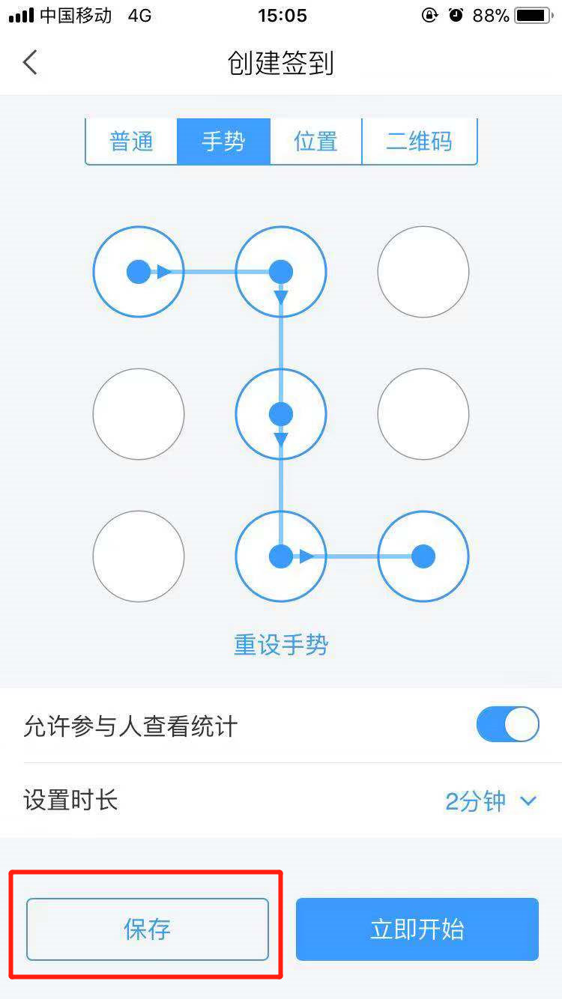 中国移动 4G 15:05 88%
创建签到
普通 手势 位置 二维码
重设手势
允许参与人查看统计
设置时长 2分钟
保存 立即开始